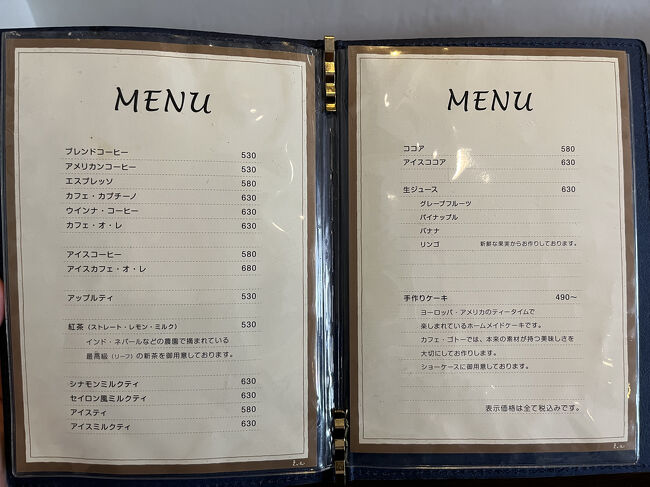 MENU
ブレンドコーヒー 530
アメリカンコーヒー 530
エスプレッソ 580
カフェ・カプチーノ 630
ウインナ・コーヒー 630
カフェ・オ・レ 630
アイスコーヒー 580
アイスカフェ・オ・レ 680
アップルティ 530
紅茶（ストレート・レモン・ミルク） 530
インド・ネパールなどの農園で摘まれている
最高級（リーフ）の新茶を御用意しております。
シナモンミルクティ 630
セイロン風ミルクティ 630
アイスティ 580
アイスミルクティ 630
MENU
ココア 580
アイスココア 630
生ジュース 630
グレープフルーツ
パイナップル
バナナ
リンゴ 新鮮な果実からお作りしております。
手作りケーキ 490～
ヨーロッパ・アメリカのティータイムで
楽しまれているホームメイドケーキです。
カフェ・ゴトーでは、本来の素材が持つ美味しさを
大切にしてお作りします。
ショーケースに御用意しております。
表示価格は全て税込みです。